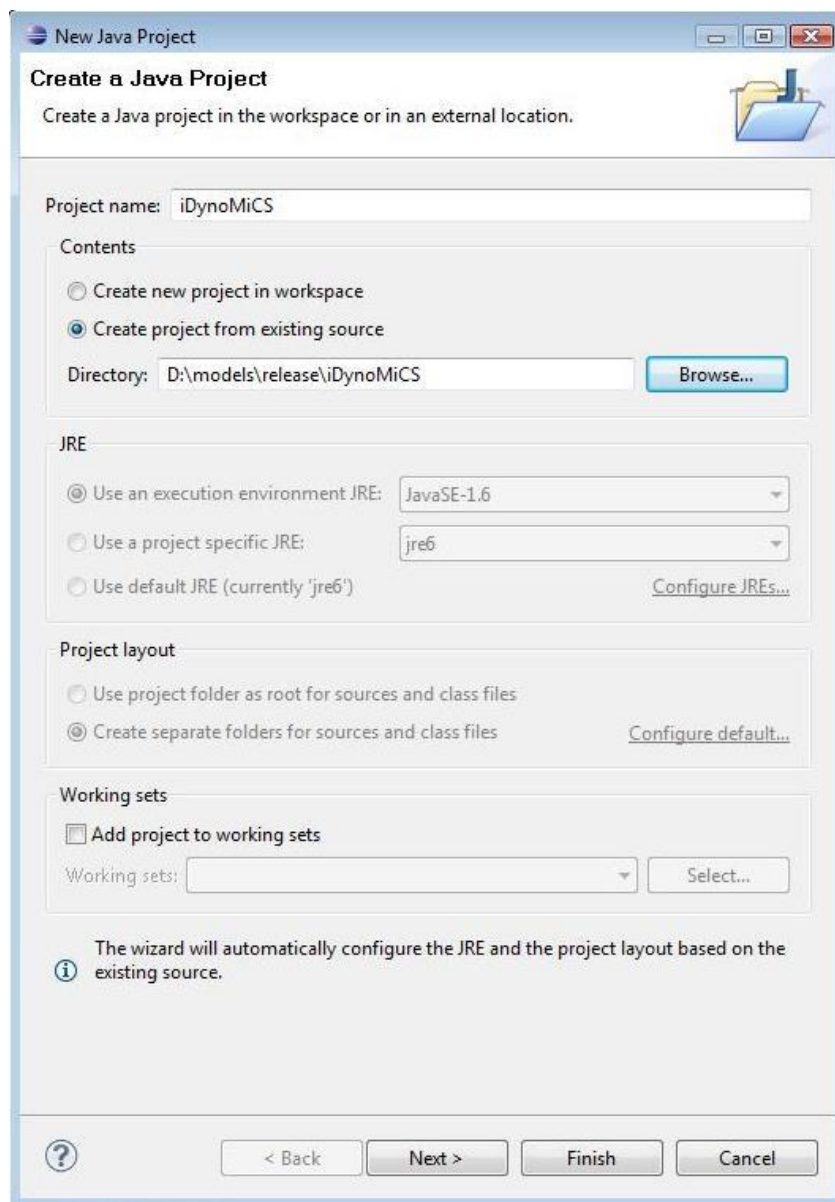 New Java Project
Create a Java Project
Create a Java project in the workspace or in an external location.
Project name: iDynoMiCS
Contents
Create new project in workspace
Create project from existing source
Directory: D:\models\release\iDynoMiCS Browse...
JRE
Use an execution environment JRE: JavaSE-1.6
Use a project specific JRE: jre6
Use default JRE (currently 'jre6') Configure JREs...
Project layout
Use project folder as root for sources and class files
Create separate folders for sources and class files Configure default...
Working sets
Add project to working sets
Working sets: Select...
The wizard will automatically configure the JRE and the project layout based on the
existing source.
? < Back Next > Finish Cancel